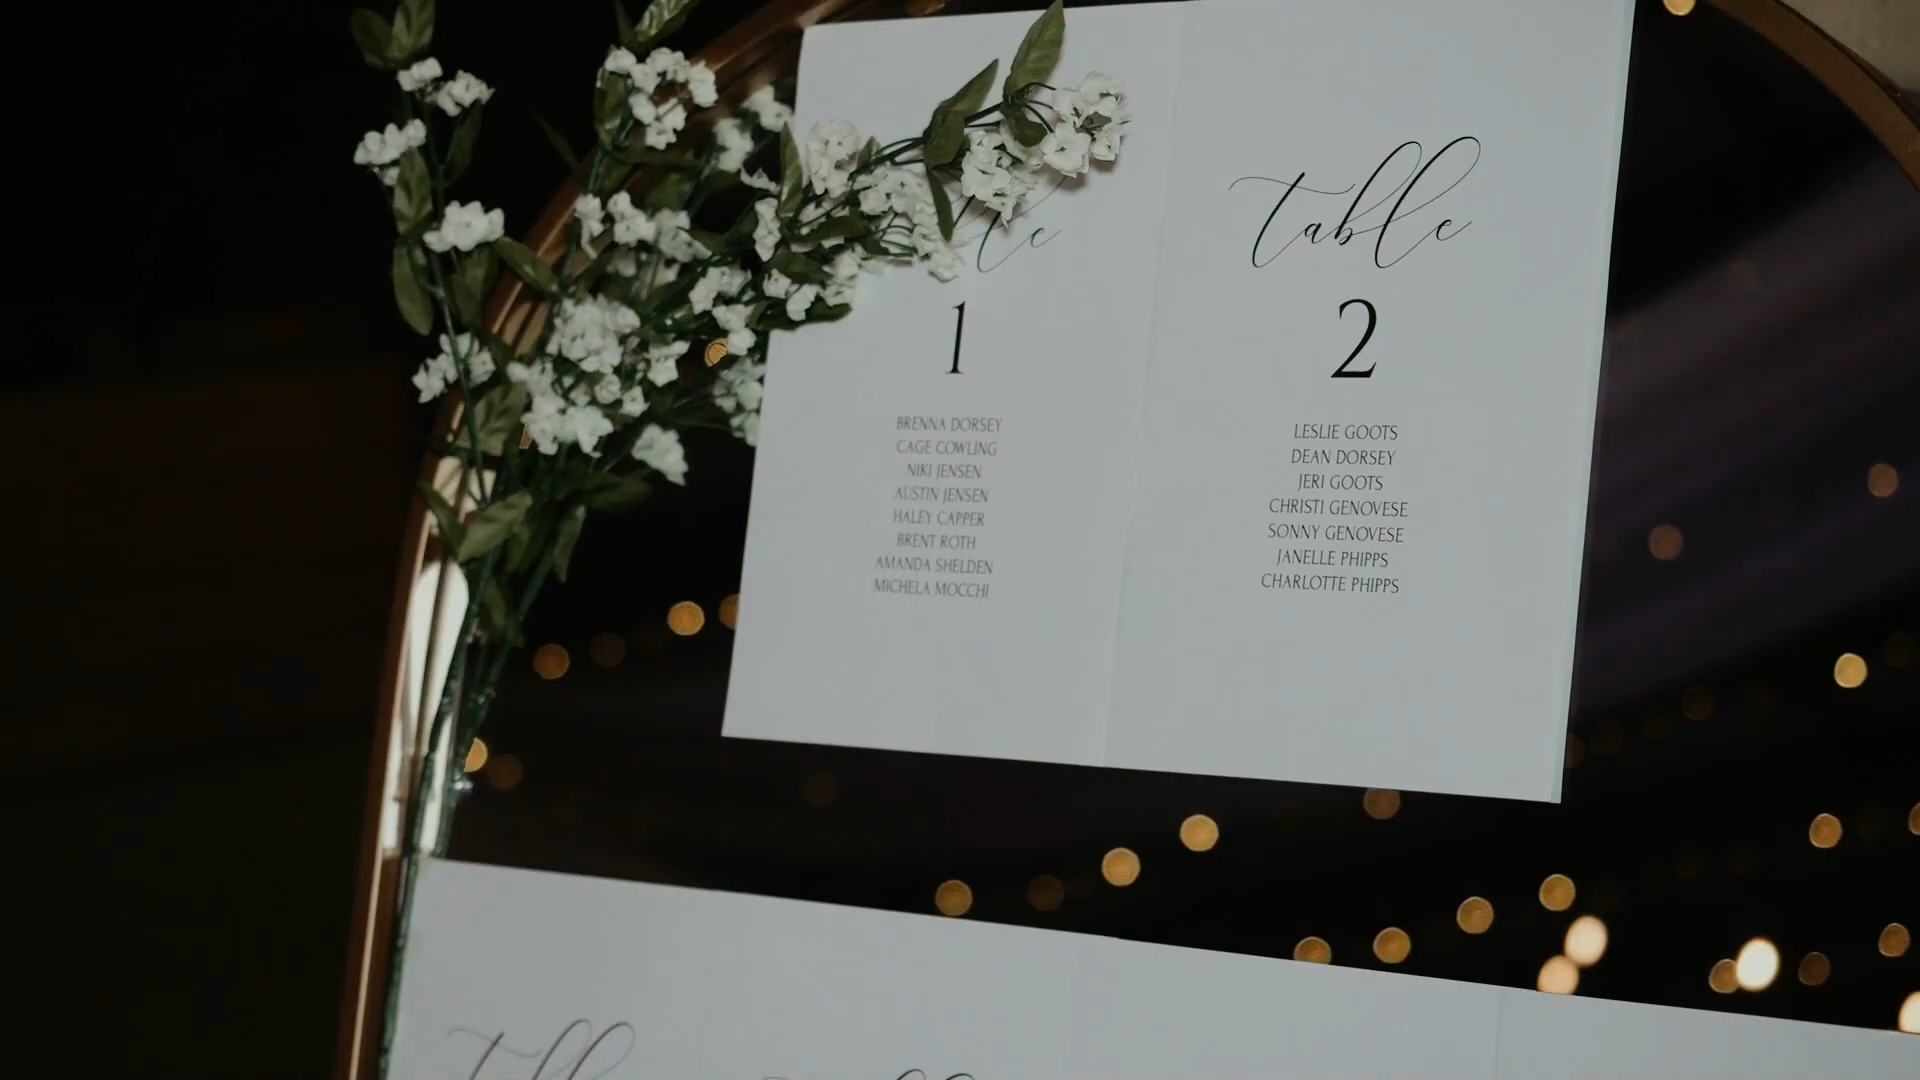 1
BRENNA DORSEY
CAGE COWLING
NIKI JENSEN
AUSTIN JENSEN
HALEY CAPPER
BRENT ROTH
AMANDA SHELDEN
MICHELA MOCCHI
table
2
LESLIE GOOTS
DEAN DORSEY
JERI GOOTS
CHRISTI GENOVESE
SONNY GENOVESE
JANELLE PHIPPS
CHARLOTTE PHIPPS